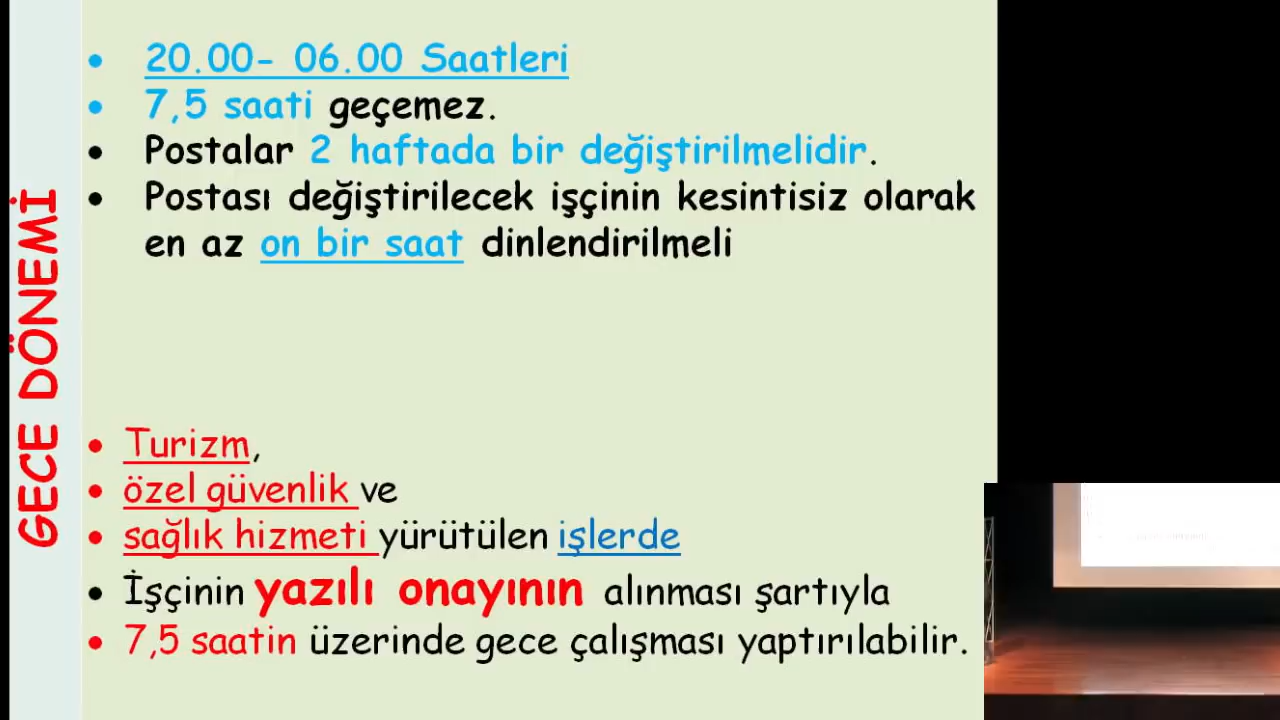 GECE DÖNEMİ
20.00- 06.00 Saatleri
7,5 saati geçemez.
Postalar 2 haftada bir değiştirilmelidir.
Postası değiştirilecek işçinin kesintisiz olarak
en az on bir saat dinlendirilmeli
Turizm,
özel güvenlik ve
sağlık hizmeti yürütülen işlerde
İşçinin yazılı onayının alınması şartıyla
7,5 saatin üzerinde gece çalışması yaptırılabilir.